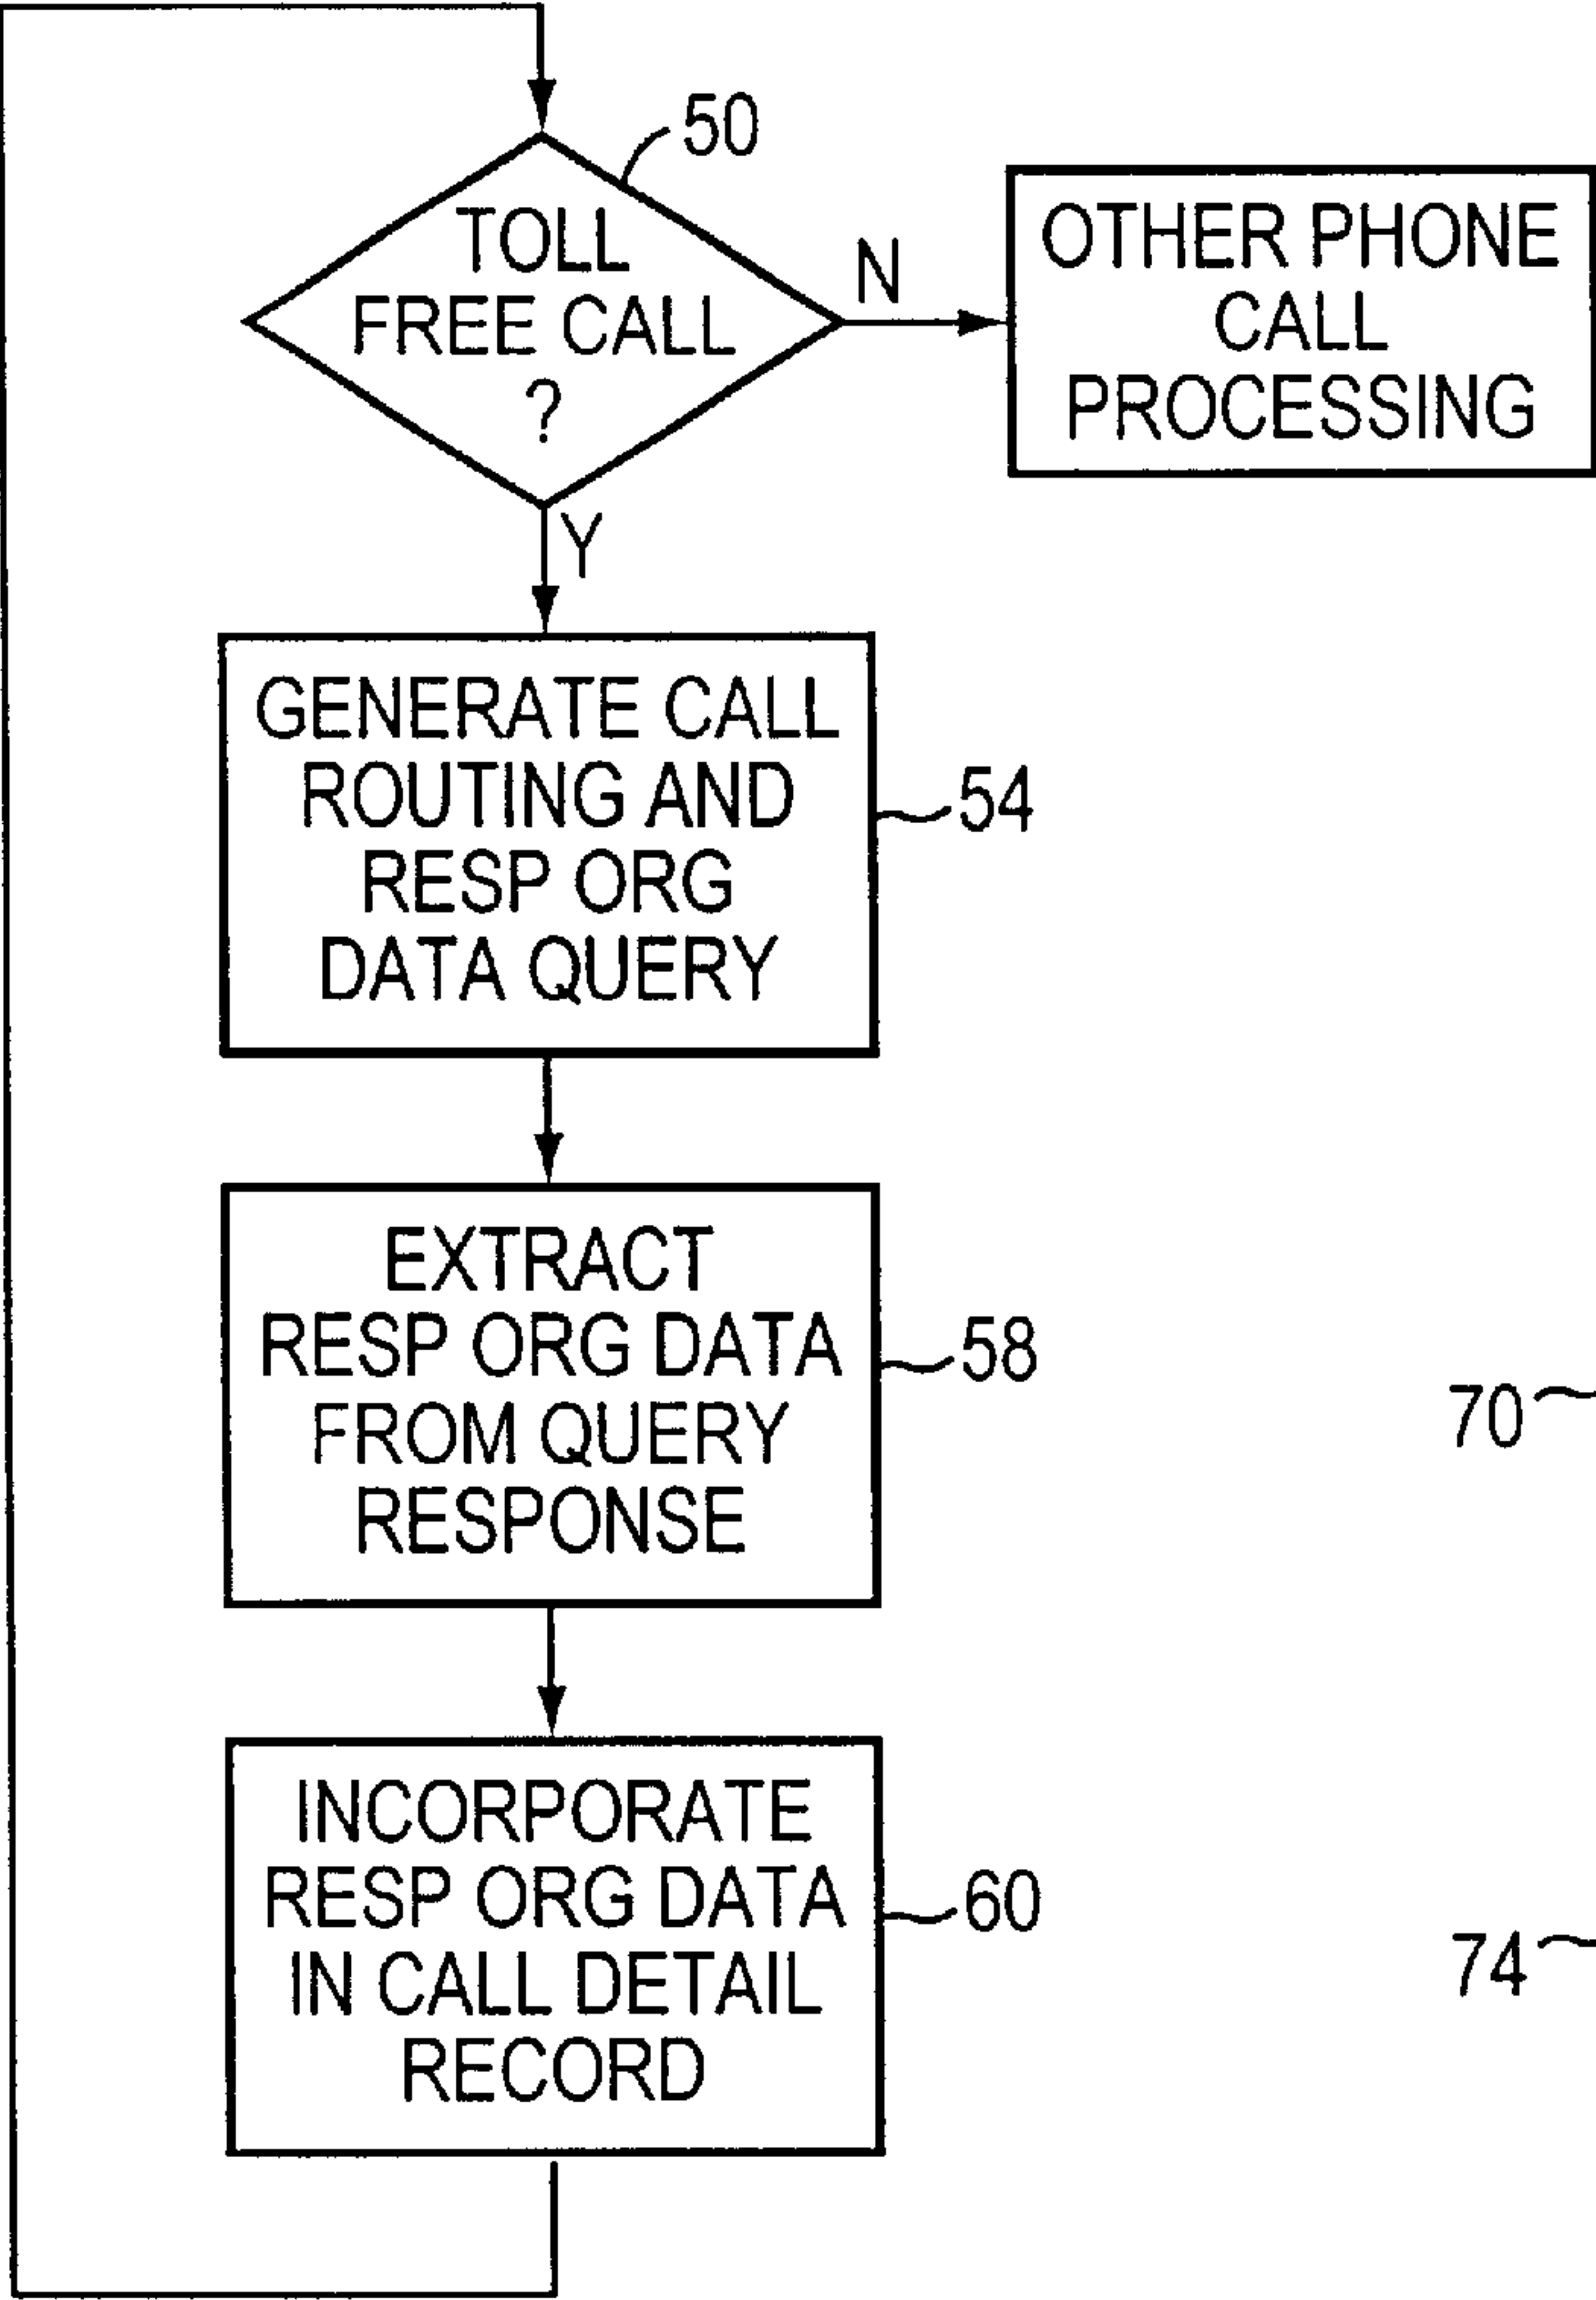 50
TOLL
FREE CALL
?
N
OTHER PHONE
CALL
PROCESSING
Y
GENERATE CALL
ROUTING AND
RESP ORG
DATA QUERY
54
EXTRACT
RESP ORG DATA
FROM QUERY
RESPONSE
58
70
INCORPORATE
RESP ORG DATA
IN CALL DETAIL
RECORD
60
74